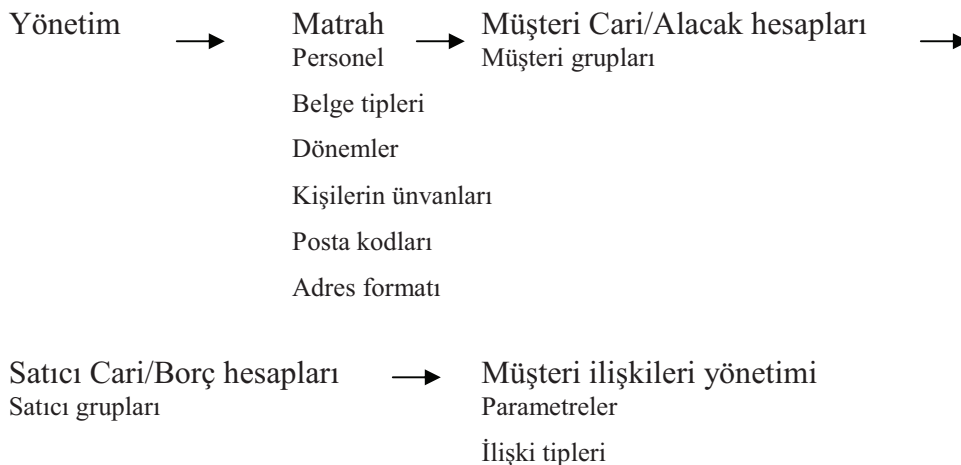 Yönetim
Matrah
Müşteri Cari/Alacak hesapları
Personel
Müşteri grupları
Belge tipleri
Dönemler
Kişilerin ünvanları
Posta kodları
Adres formatı
Satıcı Cari/Borç hesapları
Müşteri ilişkileri yönetimi
Satıcı grupları
Parametreler
İlişki tipleri